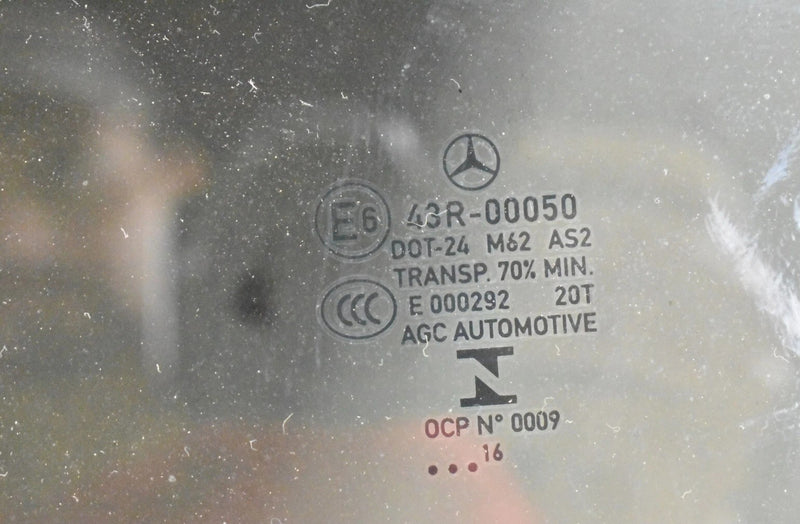 E6 43R-00050
DOT-24 M62 AS2
TRANSP. 70% MIN.
CCC E 000292 20T
AGC AUTOMOTIVE
OCP N° 0009
...16